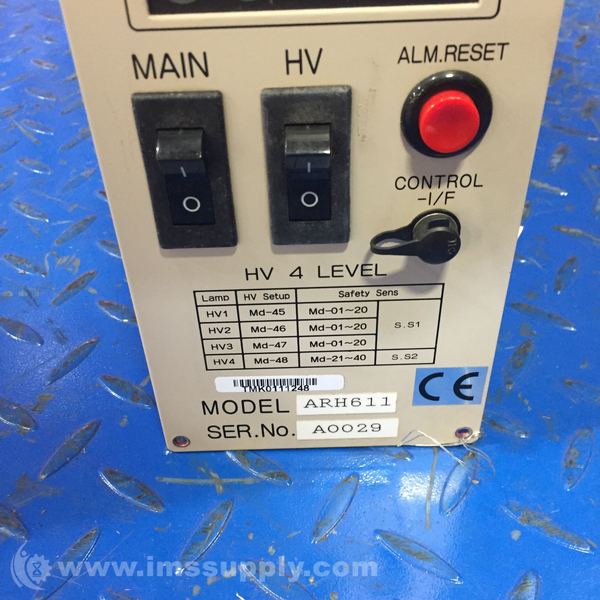 MAIN
HV
ALM.RESET
CONTROL
-I/F
HV 4 LEVEL
Lamp HV Setup Safety Sens
HV1 Md-45 Md-01~20 S.S1
HV2 Md-46 Md-01~20
HV3 Md-47 Md-01~20
HV4 Md-48 Md-21~40 S.S2
TMK0111248
CE
MODEL ARH611
SER.No. A0029
www.imssupply.com